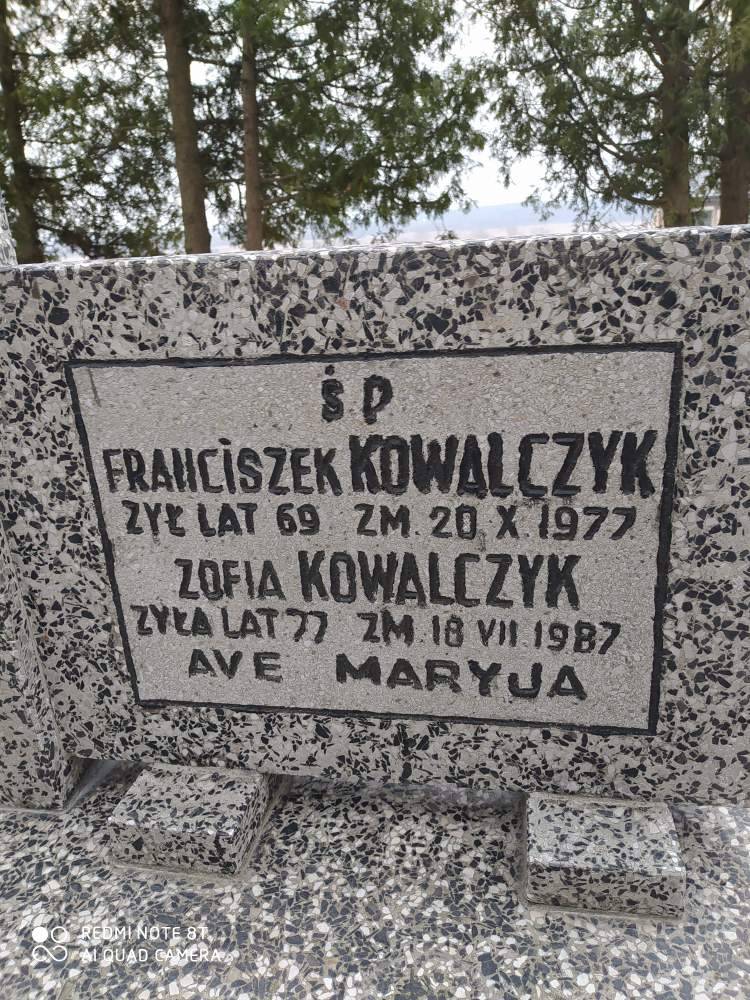 Ś P
FRANCISZEK KOWALCZYK
ŻYŁ LAT 69 ZM. 20.X.1977
ZOFIA KOWALCZYK
ŻYŁA LAT 77 ZM. 18 VII.1987
AVE MARYJA
REDMI NOTE 8T
AI QUAD CAMERA